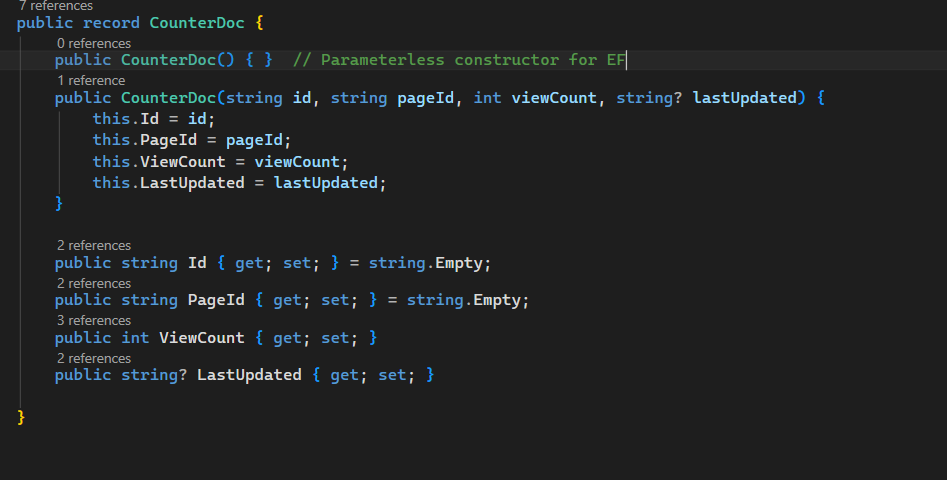 7 references
public record CounterDoc {
0 references
public CounterDoc() { }  // Parameterless constructor for EF
1 reference
public CounterDoc(string id, string pageId, int viewCount, string? lastUpdated) {
this.Id = id;
this.PageId = pageId;
this.ViewCount = viewCount;
this.LastUpdated = lastUpdated;
}
2 references
public string Id { get; set; } = string.Empty;
2 references
public string PageId { get; set; } = string.Empty;
3 references
public int ViewCount { get; set; }
2 references
public string? LastUpdated { get; set; }
}